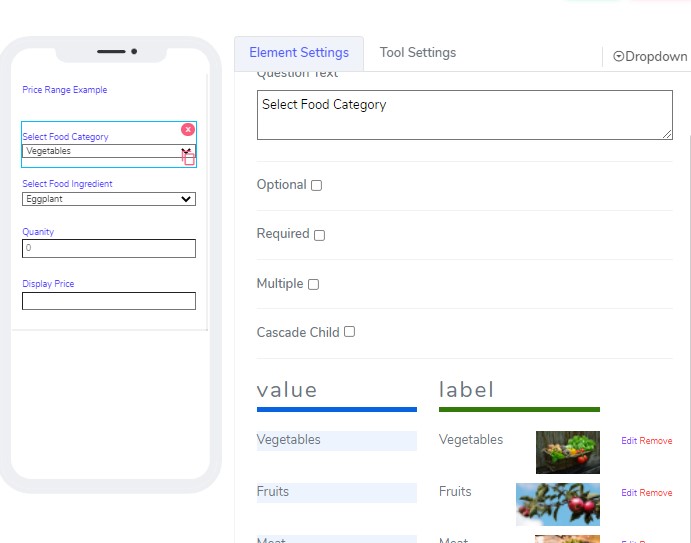 Element Settings
Tool Settings
Dropdown
Price Range Example
Select Food Category
Vegetables
Select Food Ingredient
Eggplant
Quanity
0
Display Price
Question Text
Select Food Category
Optional
Required
Multiple
Cascade Child
value
label
Vegetables
Vegetables
Edit Remove
Fruits
Fruits
Edit Remove
Meat
Meat
Edit Remove